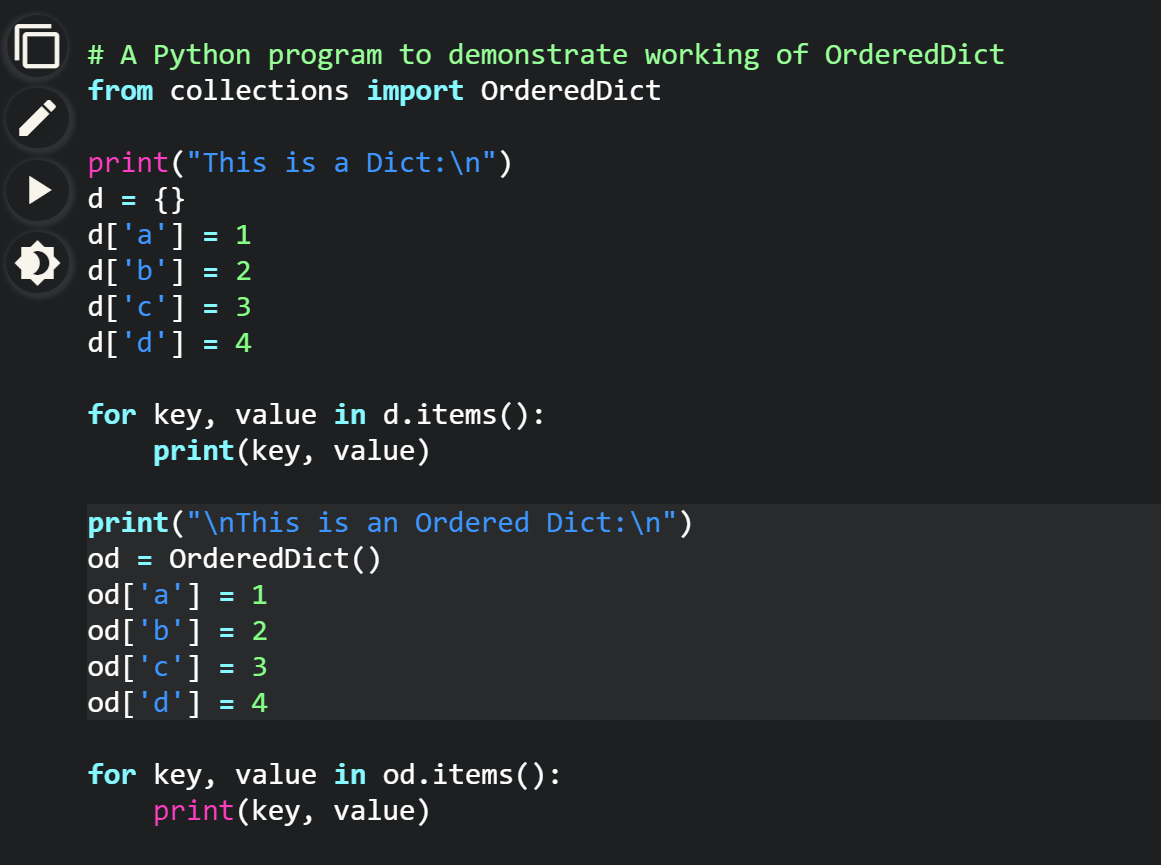 # A Python program to demonstrate working of OrderedDict
from collections import OrderedDict

print("This is a Dict:\n")
d = {}
d['a'] = 1
d['b'] = 2
d['c'] = 3
d['d'] = 4

for key, value in d.items():
    print(key, value)

print("\nThis is an Ordered Dict:\n")
od = OrderedDict()
od['a'] = 1
od['b'] = 2
od['c'] = 3
od['d'] = 4

for key, value in od.items():
    print(key, value)